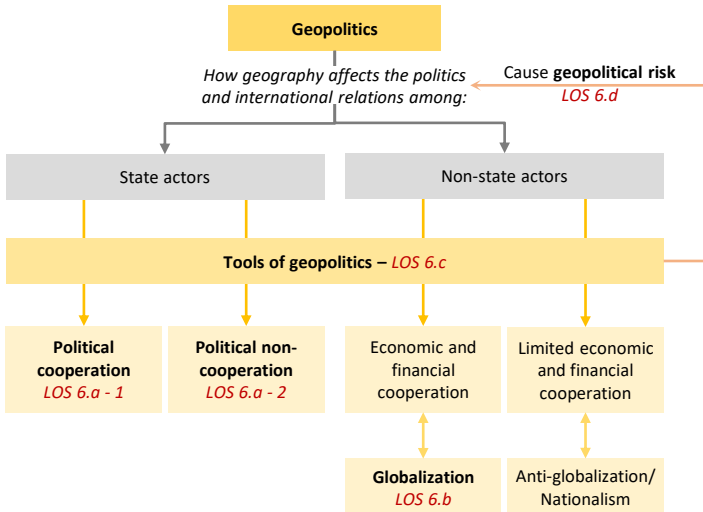 Geopolitics
How geography affects the politics
and international relations among:
Cause geopolitical risk
LOS 6.d
State actors
Non-state actors
Tools of geopolitics – LOS 6.c
Political
cooperation
LOS 6.a - 1
Political non-
cooperation
LOS 6.a - 2
Economic and
financial
cooperation
Limited economic
and financial
cooperation
Globalization
LOS 6.b
Anti-globalization/
Nationalism